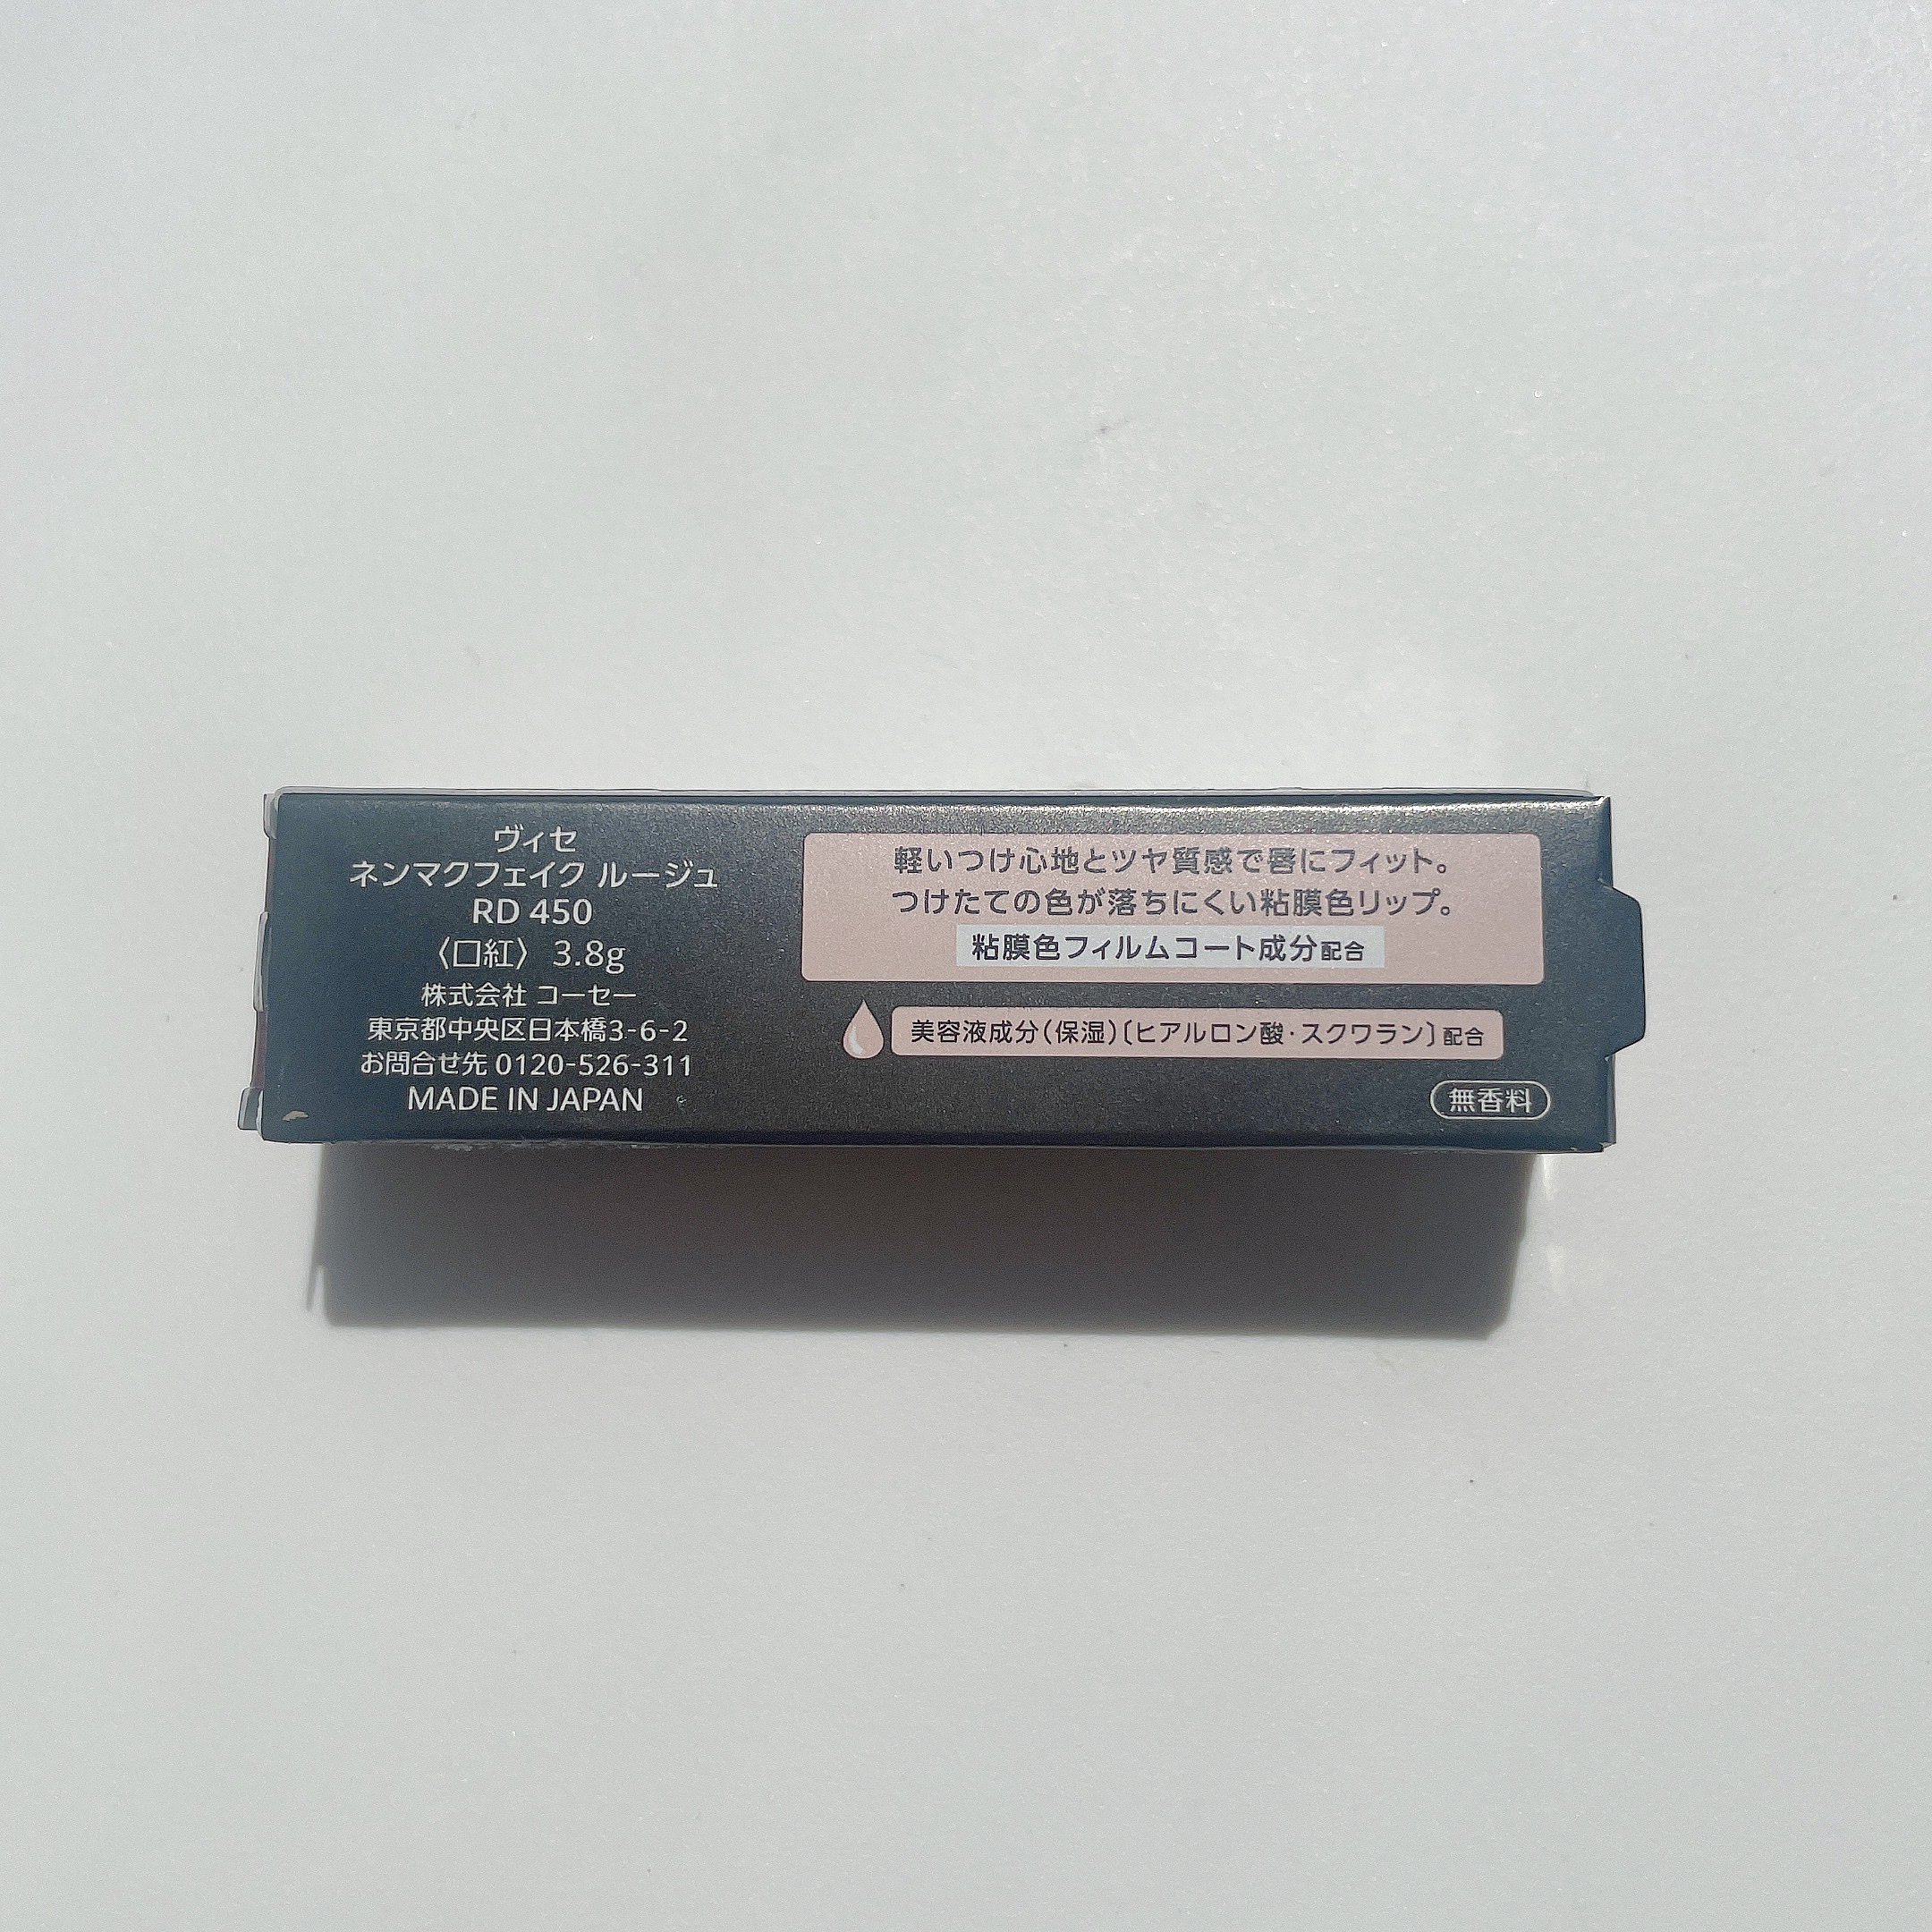 ヴィセ
ネンマクフェイク ルージュ
RD 450
〈口紅〉 3.8g
株式会社 コーセー
東京都中央区日本橋3-6-2
お問合せ先 0120-526-311
MADE IN JAPAN
軽いつけ心地とツヤ質感で唇にフィット。
つけたての色が落ちにくい粘膜色リップ。
粘膜色フィルムコート成分配合
美容液成分(保湿)〔ヒアルロン酸・スクワラン〕配合
無香料